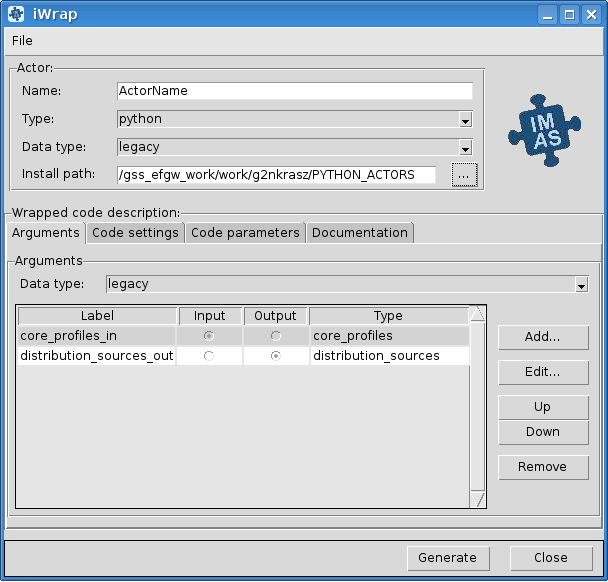 iWrap
File
Actor:
Name: ActorName
Type: python
Data type: legacy
Install path: /gss_efgw_work/work/g2nkrasz/PYTHON_ACTORS ...
IM
AS
Wrapped code description:
Arguments Code settings Code parameters Documentation
Arguments
Data type: legacy
Label Input Output Type
core_profiles_in core_profiles
distribution_sources_out distribution_sources
Add...
Edit...
Up
Down
Remove
Generate Close